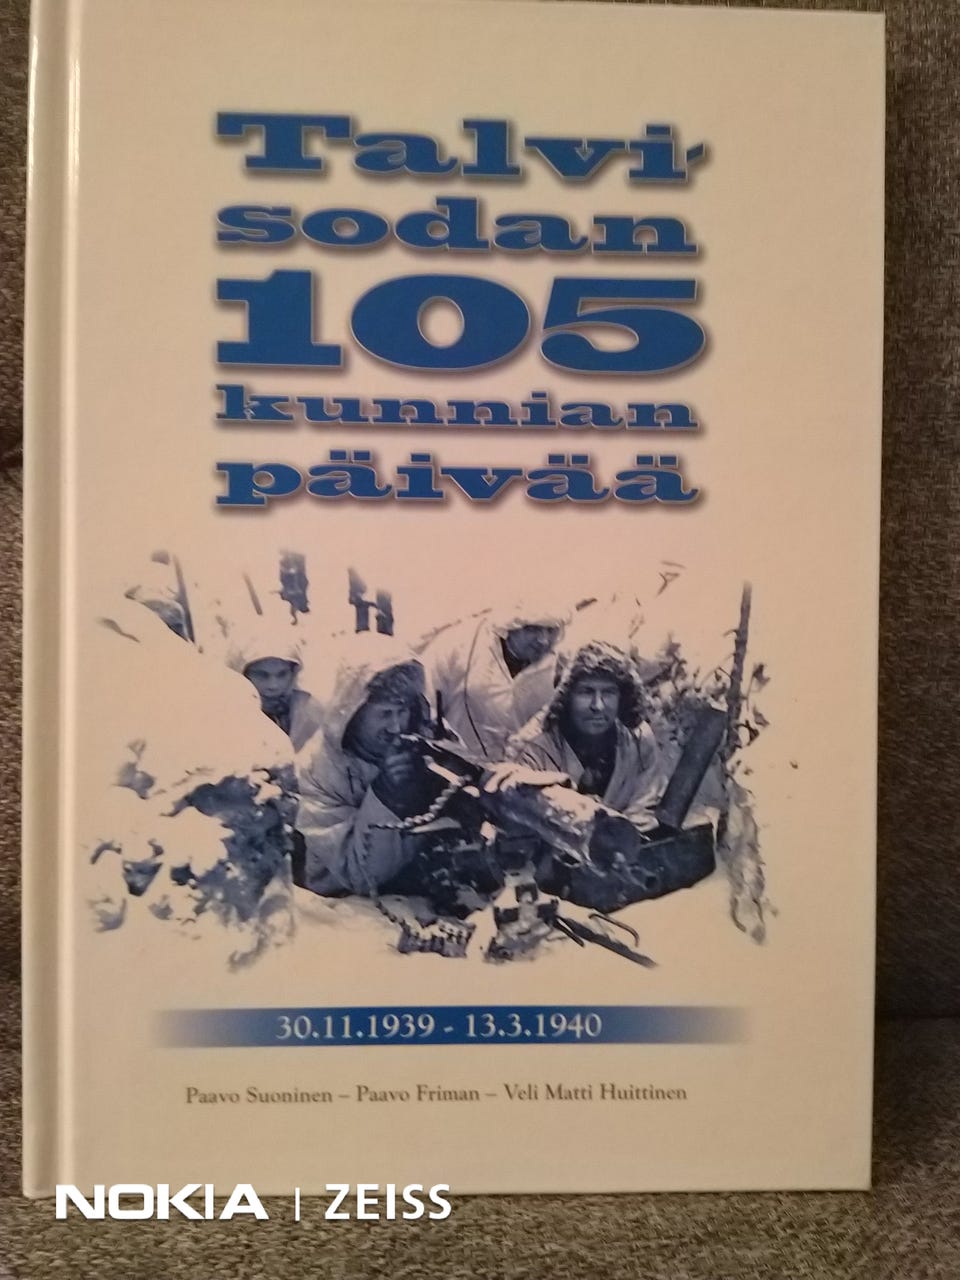 Talvi-
sodan
105
kunnian
päivää
30.11.1939 - 13.3.1940
Paavo Suoninen – Paavo Friman – Veli Matti Huittinen
NOKIA | ZEISS